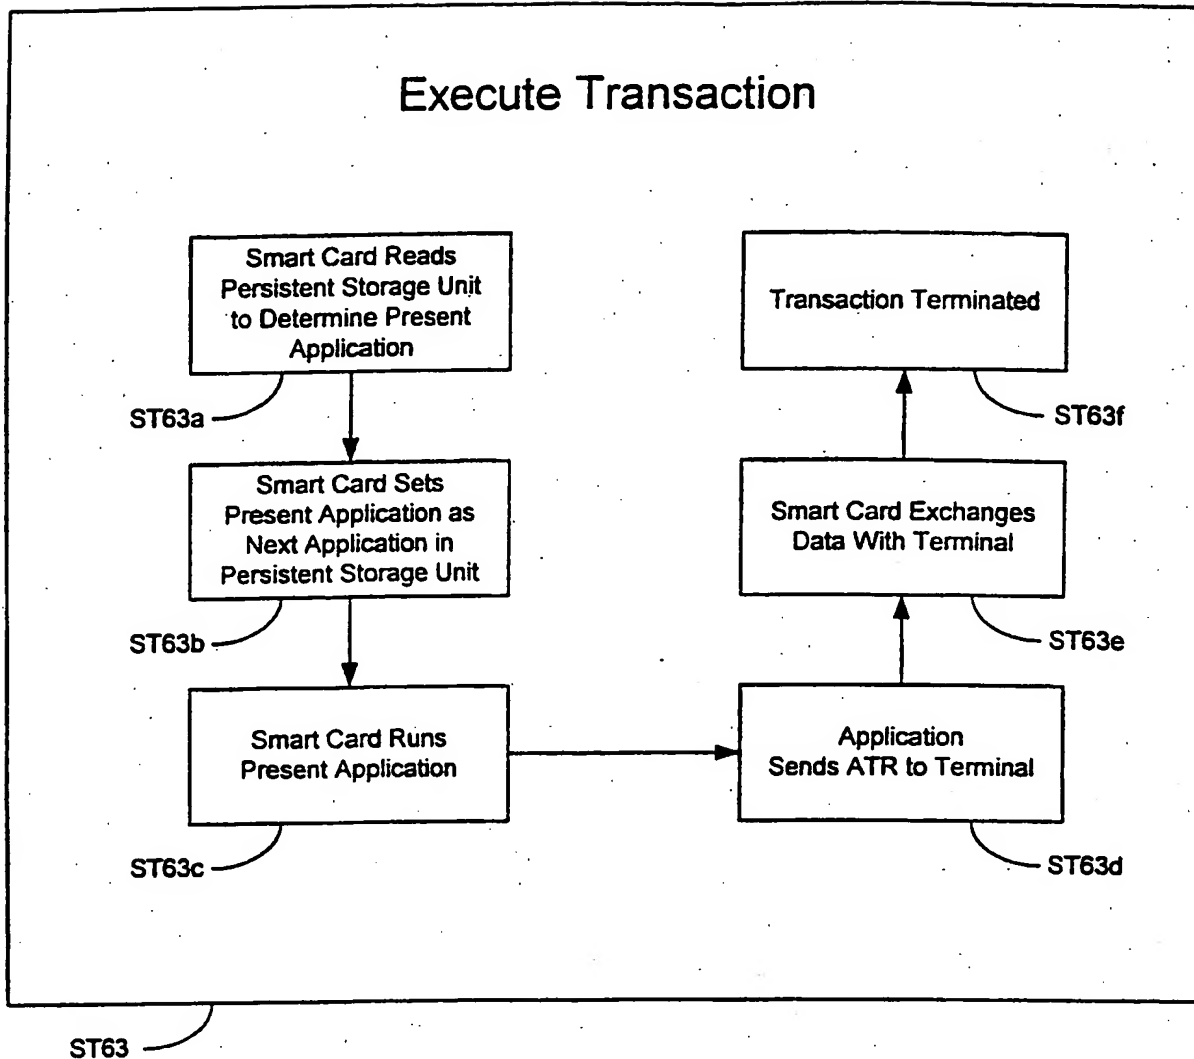 Execute Transaction
Smart Card Reads
Persistent Storage Unit
to Determine Present
Application
ST63a
Smart Card Sets
Present Application as
Next Application in
Persistent Storage Unit
ST63b
Smart Card Runs
Present Application
ST63c
Application
Sends ATR to Terminal
ST63d
Smart Card Exchanges
Data With Terminal
ST63e
Transaction Terminated
ST63f
ST63